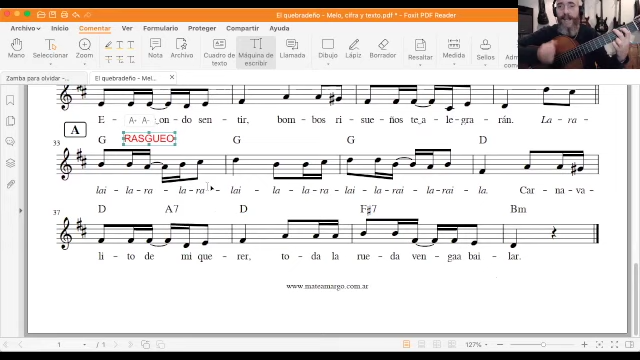 El quebradeño - Melo, cifra y texto.pdf * - Foxit PDF Reader
Archivo Inicio Comentar Ver Formulario Proteger Compartir Ayuda
Mano Seleccionar Cuadro de texto Máquina de escribir Llamada Dibujo Lápiz Borrador Resaltar Medida Sellos
Zamba para olvidar -... El quebradeño - Mel...
E - ondo sen - tir, bom - bos ri - sue - ños te_a - le - gra - rán. La - ra -
A- A-
A
G RASGUEO G G D
33
lai - la - ra - la - ra - lai - la - la - ra - lai - la - la - rai - la - rai - la. Car - na - va -
37
D A7 D F#7 Bm
li - to de mi que - rer, to - da la rue - da ven - gaa bai - lar.
www.mateamargo.com.ar
1 / 1 127%